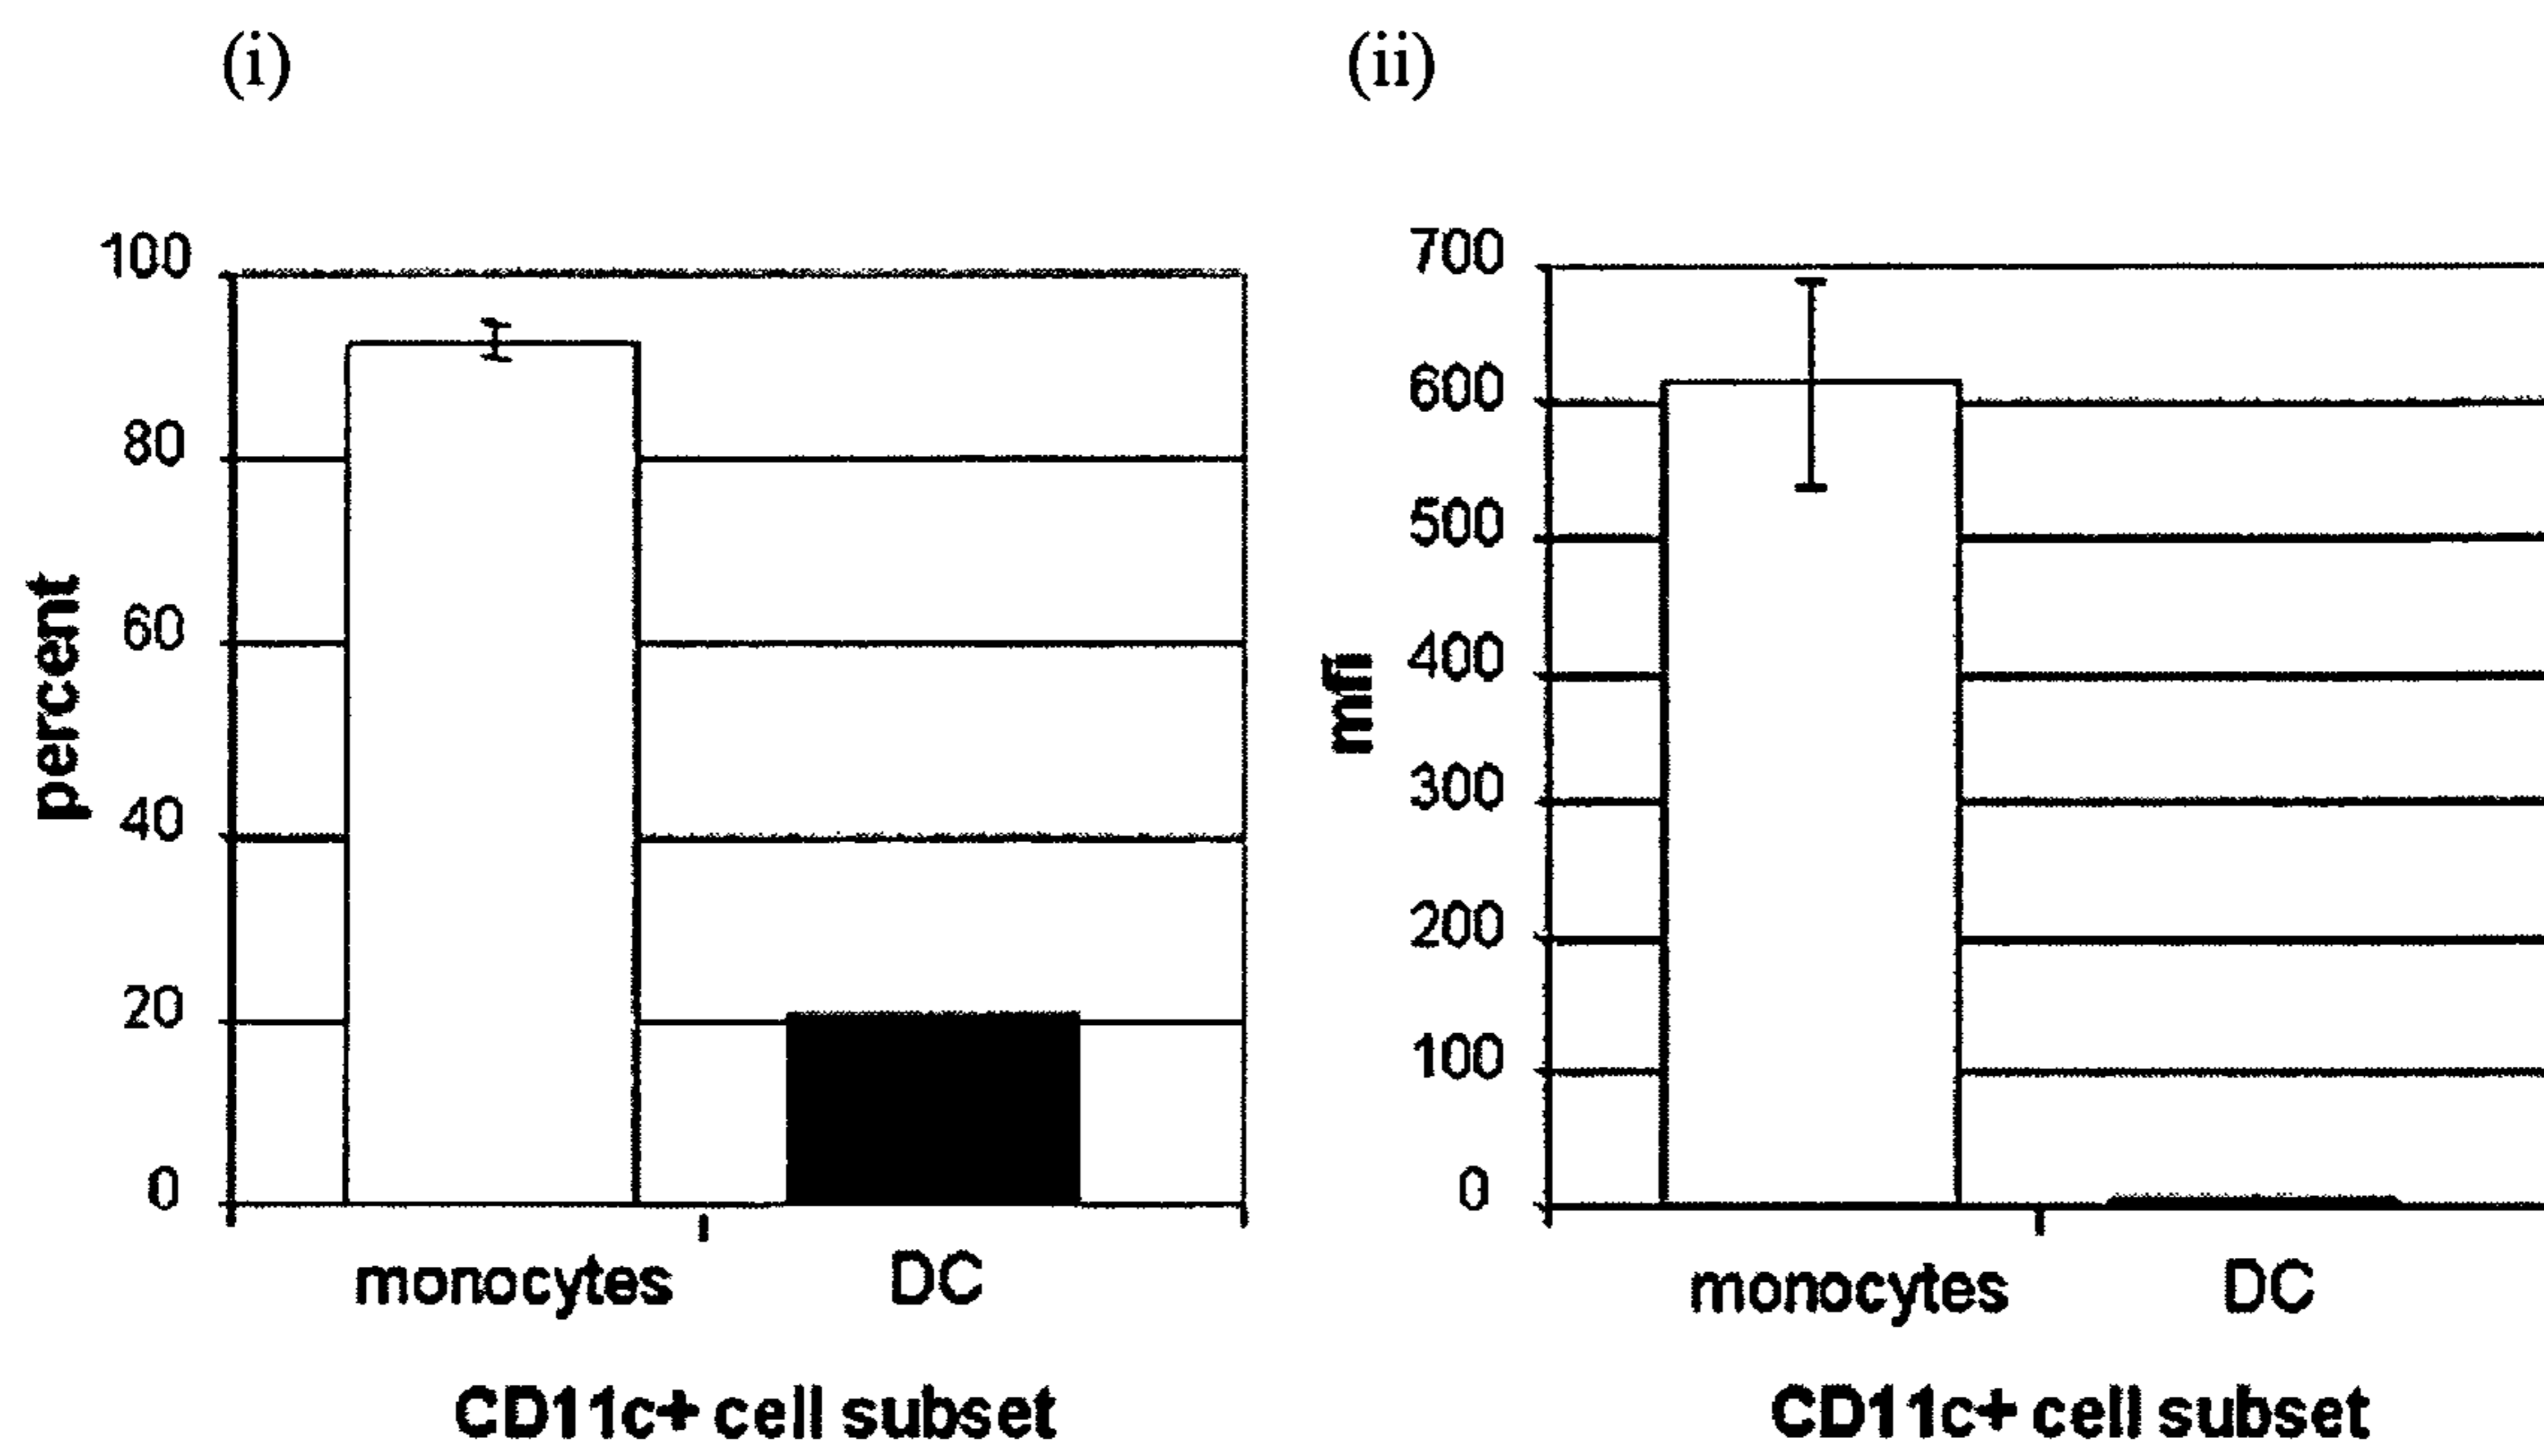 (i)
100
80
60
40
20
0
percent
monocytes
DC
CD11c+ cell subset
(ii)
700
600
500
400
300
200
100
0
mfi
monocytes
DC
CD11c+ cell subset